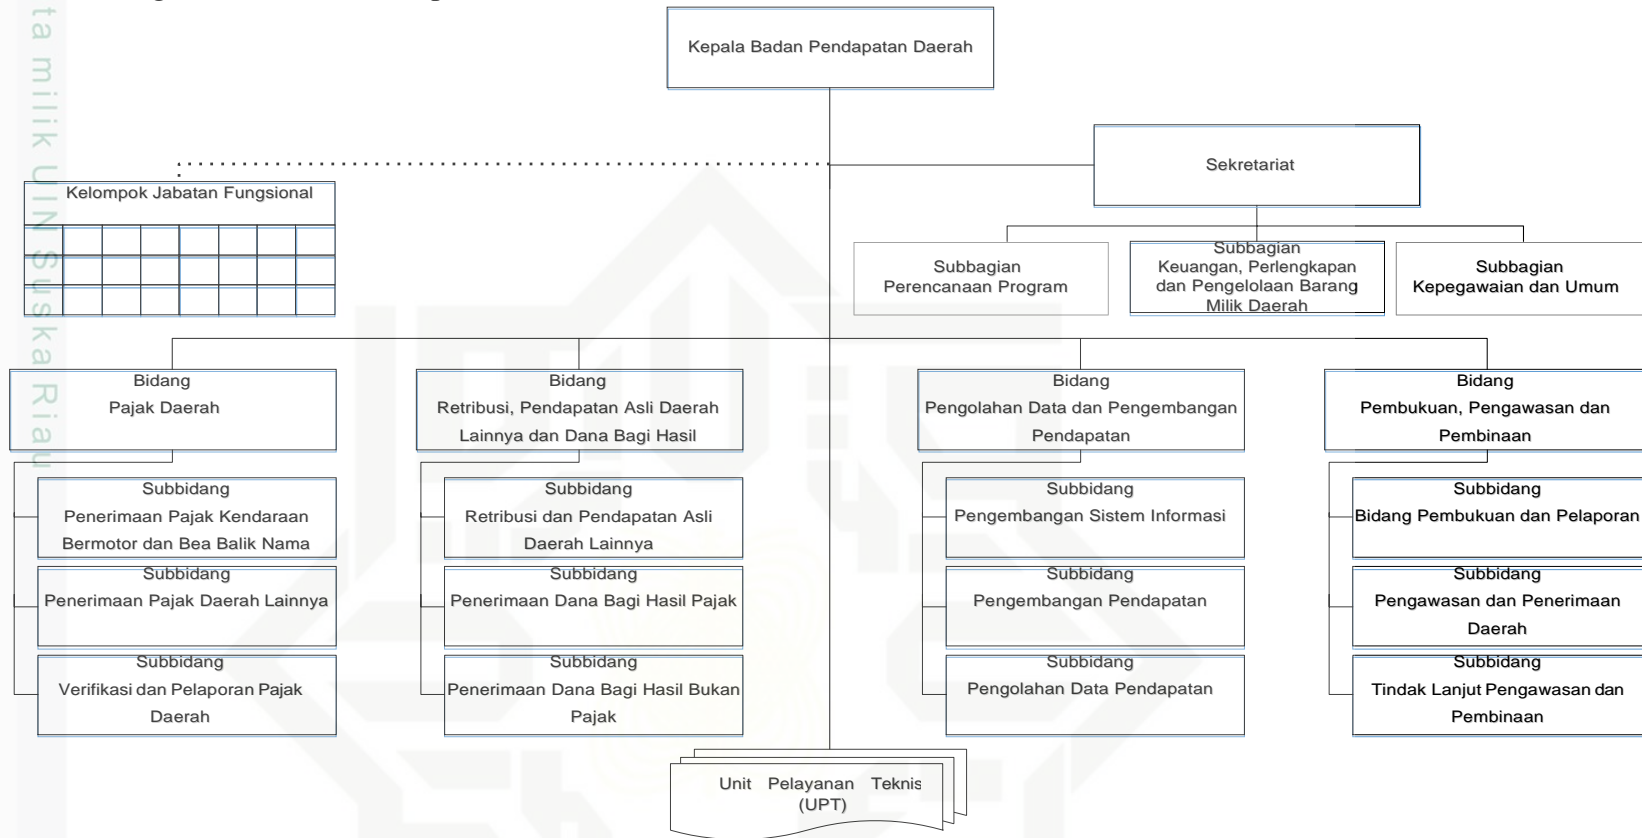 Kepala Badan Pendapatan Daerah
Sekretariat
Kelompok Jabatan Fungsional
Subbagian
Perencanaan Program
Subbagian
Keuangan, Perlengkapan
dan Pengelolaan Barang
Milik Daerah
Subbagian
Kepegawaian dan Umum
Bidang
Pajak Daerah
Bidang
Retribusi, Pendapatan Asli Daerah
Lainnya dan Dana Bagi Hasil
Bidang
Pengolahan Data dan Pengembangan
Pendapatan
Bidang
Pembukuan, Pengawasan dan
Pembinaan
Subbidang
Penerimaan Pajak Kendaraan
Bermotor dan Bea Balik Nama
Subbidang
Penerimaan Pajak Daerah Lainnya
Subbidang
Verifikasi dan Pelaporan Pajak
Daerah
Subbidang
Retribusi dan Pendapatan Asli
Daerah Lainnya
Subbidang
Penerimaan Dana Bagi Hasil Pajak
Subbidang
Penerimaan Dana Bagi Hasil Bukan
Pajak
Subbidang
Pengembangan Sistem Informasi
Subbidang
Pengembangan Pendapatan
Subbidang
Pengolahan Data Pendapatan
Subbidang
Bidang Pembukuan dan Pelaporan
Subbidang
Pengawasan dan Penerimaan
Daerah
Subbidang
Tindak Lanjut Pengawasan dan
Pembinaan
Unit Pelayanan Teknis
(UPT)
ta milik UIN Suska Riau